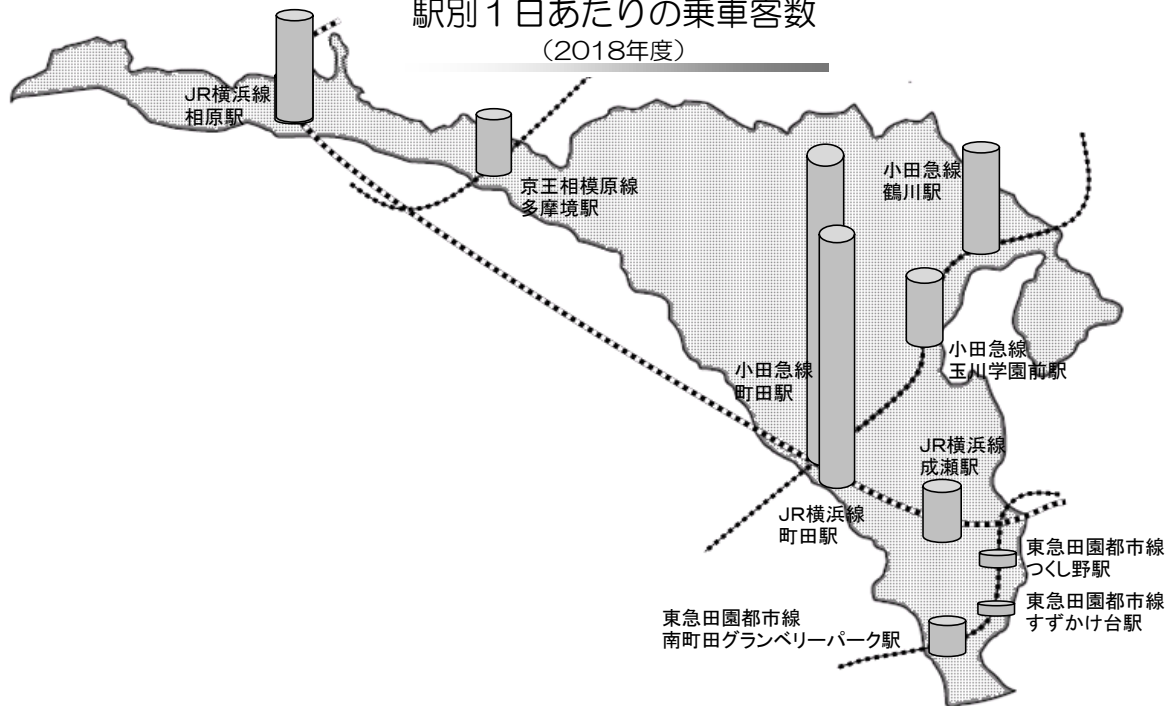 駅別１日あたりの乗車客数
（2018年度）
JR横浜線
相原駅
京王相模原線
多摩境駅
小田急線
鶴川駅
小田急線
玉川学園前駅
小田急線
町田駅
JR横浜線
成瀬駅
JR横浜線
町田駅
東急田園都市線
つくし野駅
東急田園都市線
すずかけ台駅
東急田園都市線
南町田グランベリーパーク駅